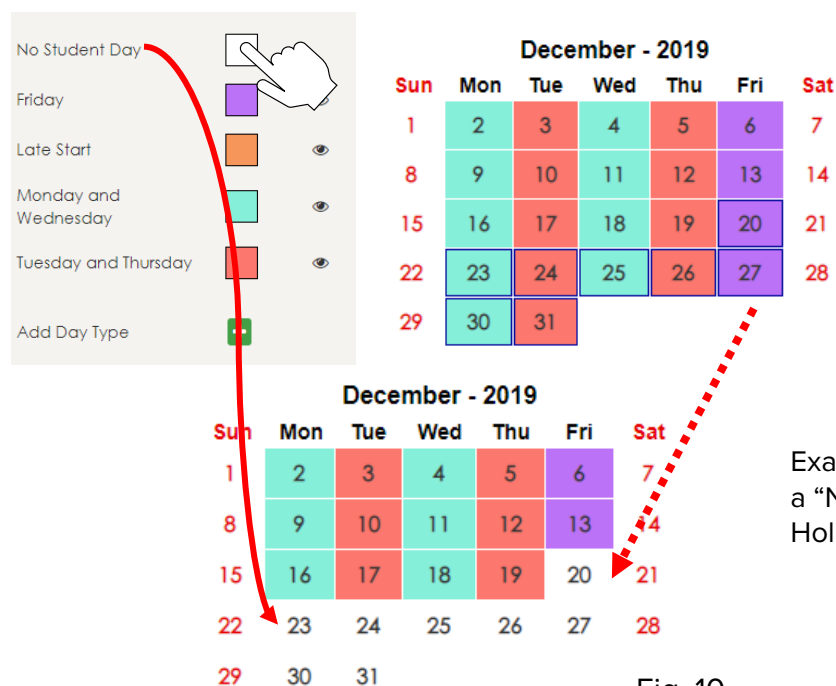 No Student Day
Friday
Late Start
Monday and
Wednesday
Tuesday and Thursday
Add Day Type
December - 2019
Sun Mon Tue Wed Thu Fri Sat
1 2 3 4 5 6 7
8 9 10 11 12 13 14
15 16 17 18 19 20 21
22 23 24 25 26 27 28
29 30 31
December - 2019
Sun Mon Tue Wed Thu Fri Sat
1 2 3 4 5 6 7
8 9 10 11 12 13 14
15 16 17 18 19 20 21
22 23 24 25 26 27 28
29 30 31
Exa
a "N
Hol